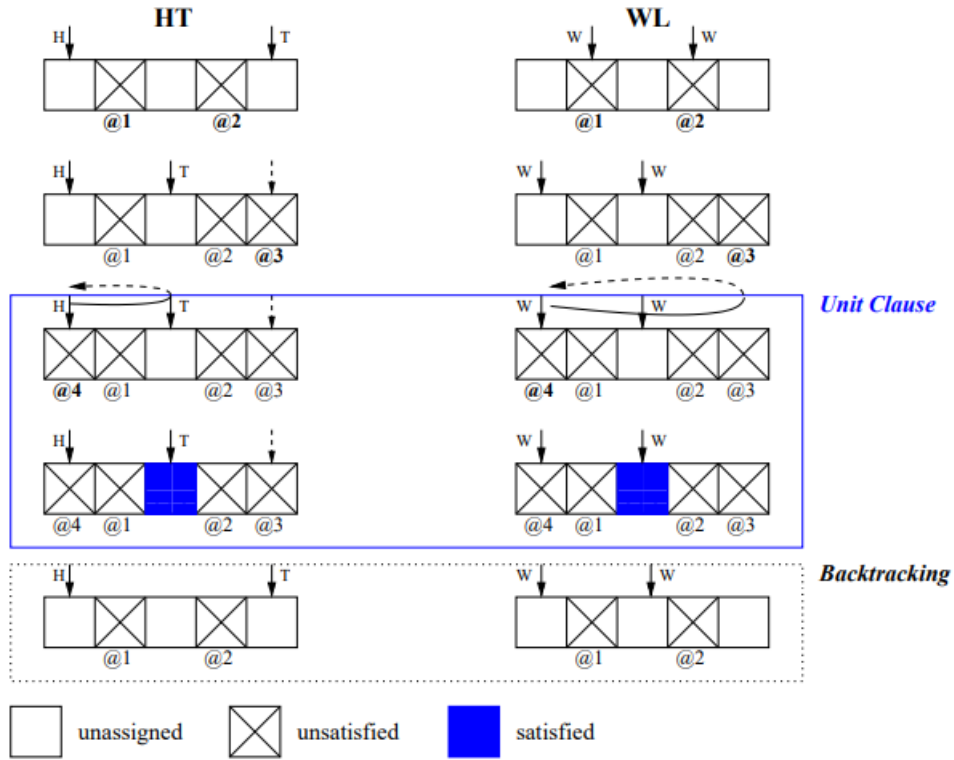 HT WL
H T W W
@1 @2 @1 @2
H T W W
@1 @2 @3 @1 @2 @3
Unit Clause
H T W W
@4 @1 @2 @3 @4 @1 @2 @3
H T W W
@4 @1 @2 @3 @4 @1 @2 @3
Backtracking
H T W W
@1 @2 @1 @2
unassigned unsatisfied satisfied